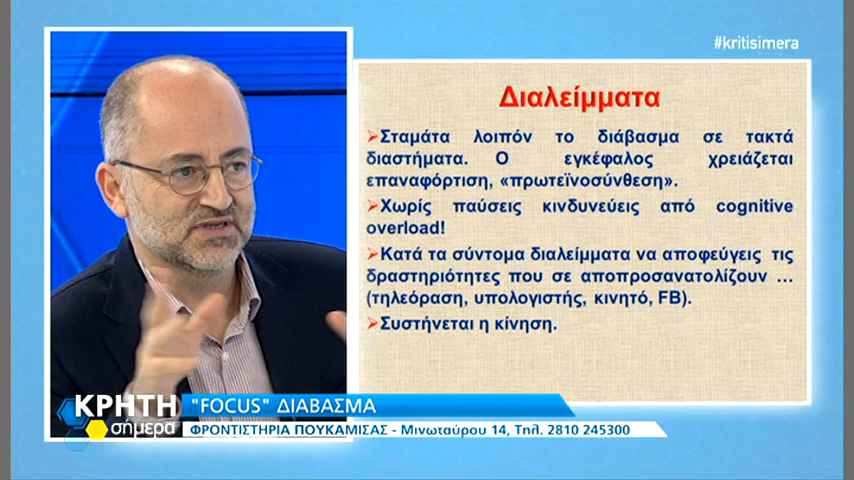 #kritisimera
Διαλείμματα
➢Σταμάτα λοιπόν το διάβασμα σε τακτά
διαστήματα. Ο εγκέφαλος χρειάζεται
επαναφόρτιση, «πρωτεϊνοσύνθεση».
➢Χωρίς παύσεις κινδυνεύεις από cognitive
overload!
➢Κατά τα σύντομα διαλείμματα να αποφεύγεις τις
δραστηριότητες που σε αποπροσανατολίζουν ...
(τηλεόραση, υπολογιστής, κινητό, FB).
➢Συστήνεται η κίνηση.
ΚΡΗΤΗ
σήμερα
"FOCUS" ΔΙΑΒΑΣΜΑ
ΦΡΟΝΤΙΣΤΗΡΙΑ ΠΟΥΚΑΜΙΣΑΣ - Μινωταύρου 14, Τηλ. 2810 245300